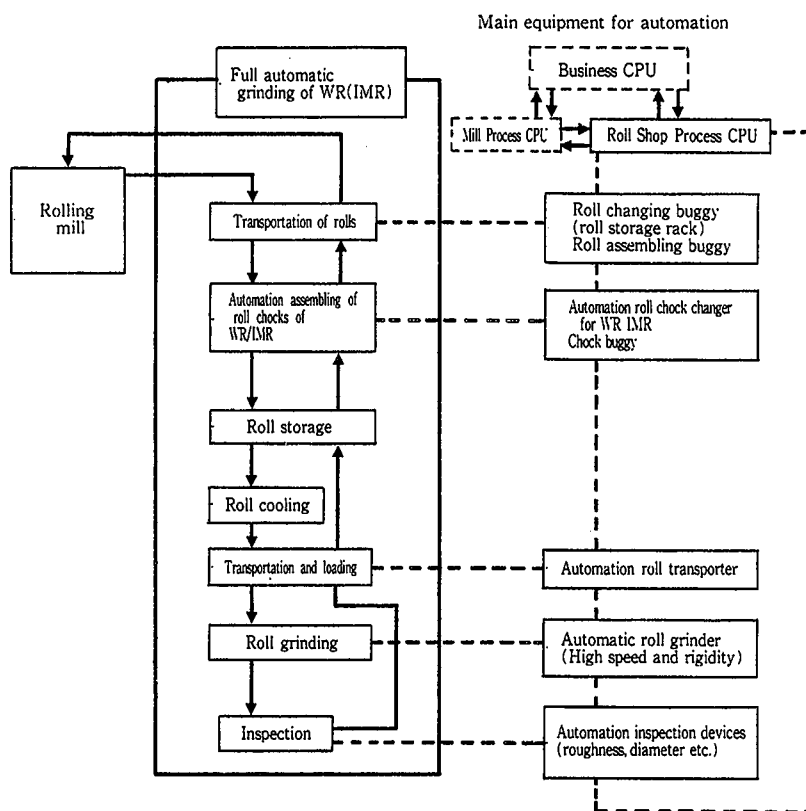 Main equipment for automation
Full automatic
grinding of WR(IMR)
Business CPU
Mill Process CPU
Roll Shop Process CPU
Rolling
mill
Transportation of rolls
Roll changing buggy
(roll storage rack)
Roll assembling buggy
Automation assembling of
roll chocks of
WR/IMR
Automation roll chock changer
for WR IMR
Chock buggy
Roll storage
Roll cooling
Transportation and loading
Automation roll transporter
Roll grinding
Automatic roll grinder
(High speed and rigidity)
Inspection
Automation inspection devices
(roughness, diameter etc.)